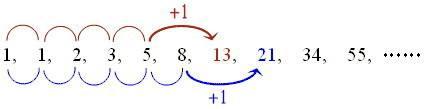 +1
1, 1, 2, 3, 5, 8, 13, 21, 34, 55, ……
+1